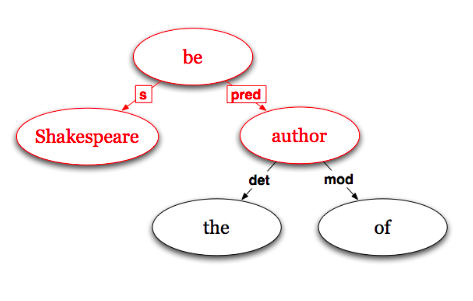 be
s
pred
Shakespeare
author
det
mod
the
of